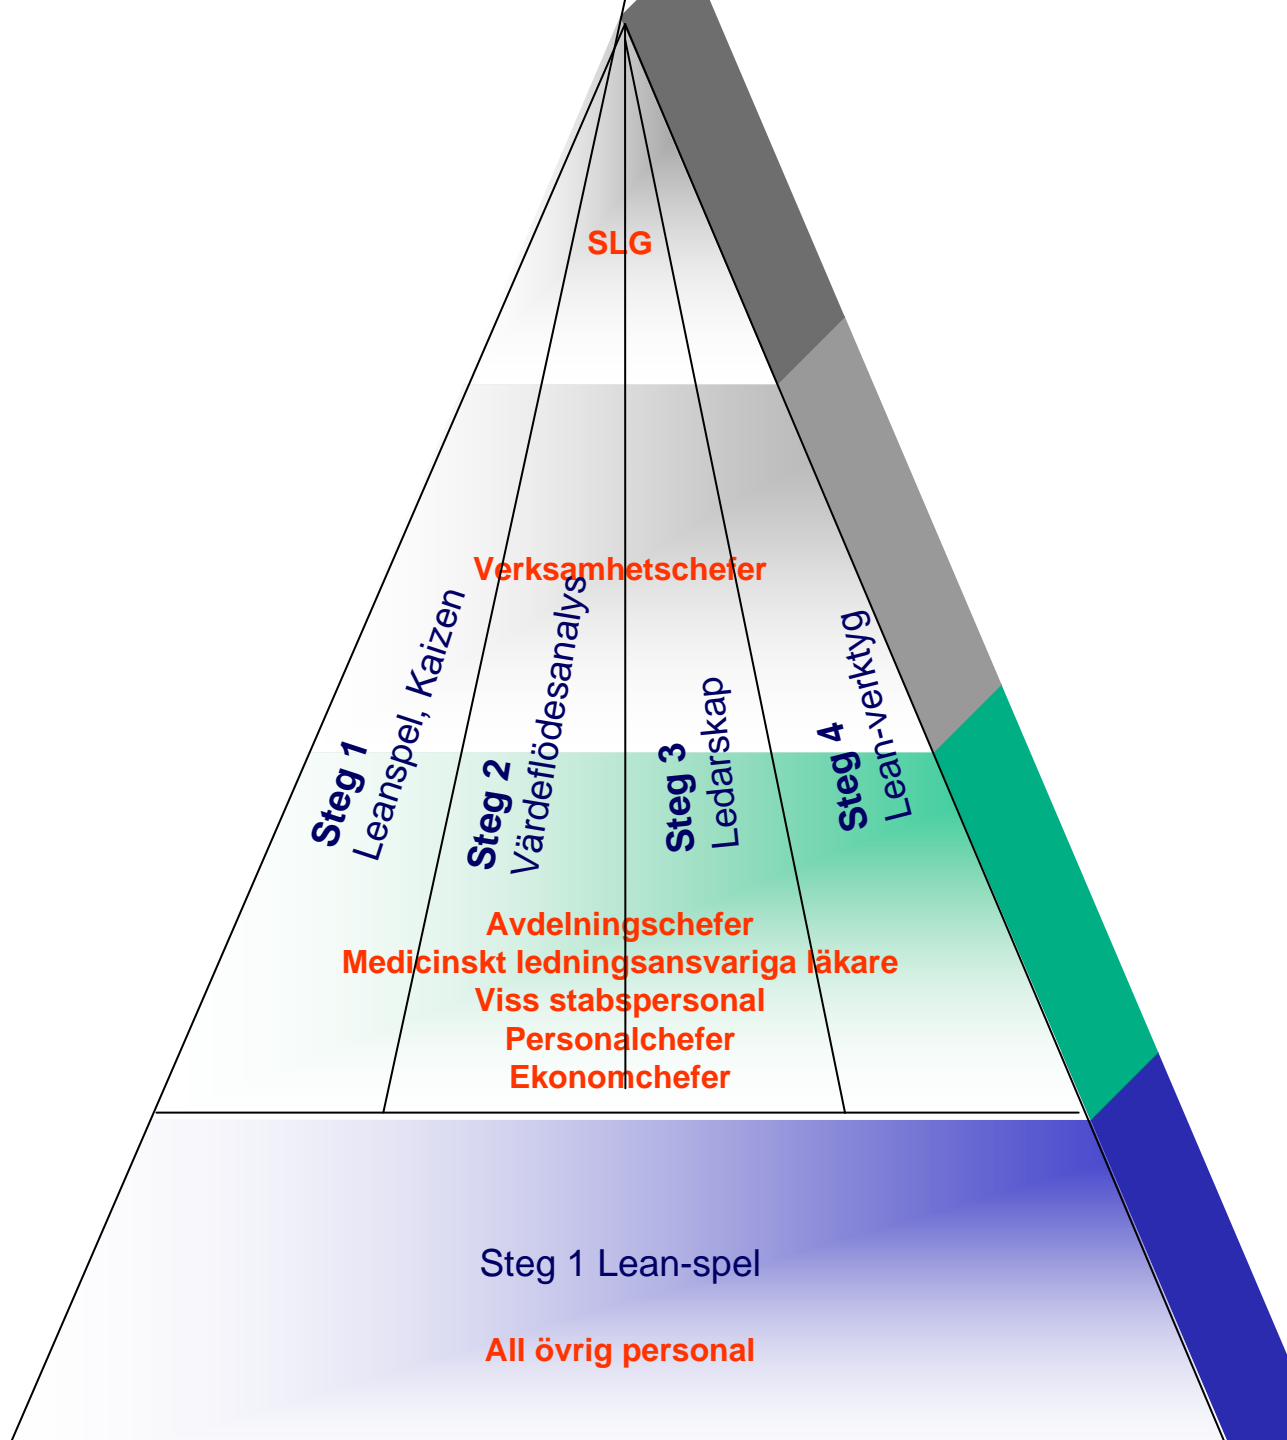 SLG
Verksamhetschefer
Steg 1
Leanspel, Kaizen
Steg 2
Värdeflödesanalys
Steg 3
Ledarskap
Steg 4
Lean-verktyg
Avdelningschefer
Medicinskt ledningsansvariga läkare
Viss stabspersonal
Personalchefer
Ekonomchefer
Steg 1 Lean-spel
All övrig personal